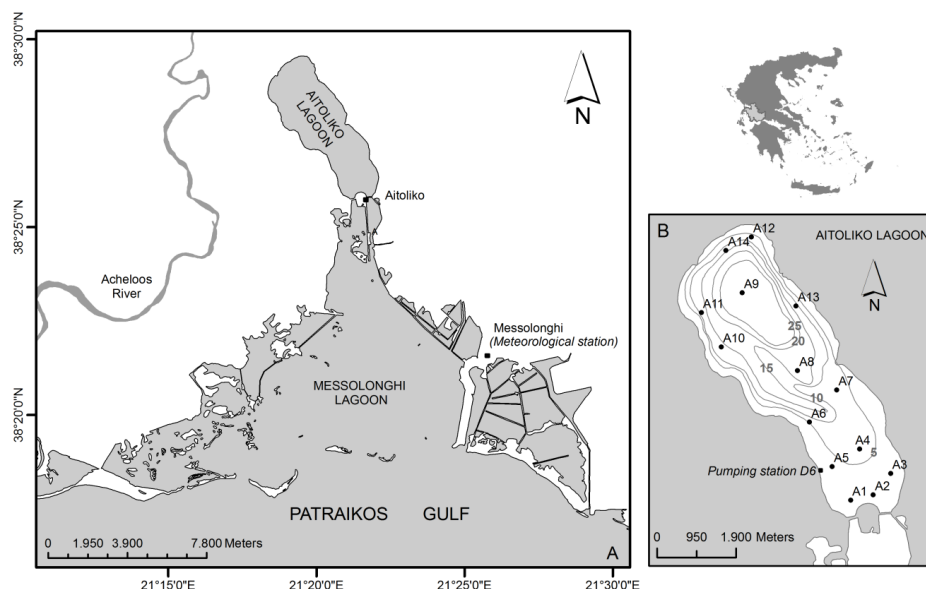 38°30'0"N
38°25'0"N
38°20'0"N
AITOLIKO
LAGOON
N
Aitoliko
Acheloos
River
Messolonghi
(Meteorological station)
MESSOLONGHI
LAGOON
PATRAIKOS GULF
0 1.950 3.900 7.800 Meters
A
21°15'0"E
21°20'0"E
21°25'0"E
21°30'0"E
B
AITOLIKO LAGOON
N
A12
A14
A9
A11
A13
25
20
A10
A8
15
A7
10
A6
A4
5
A5
A3
Pumping station D6
A1
A2
0 950 1.900 Meters